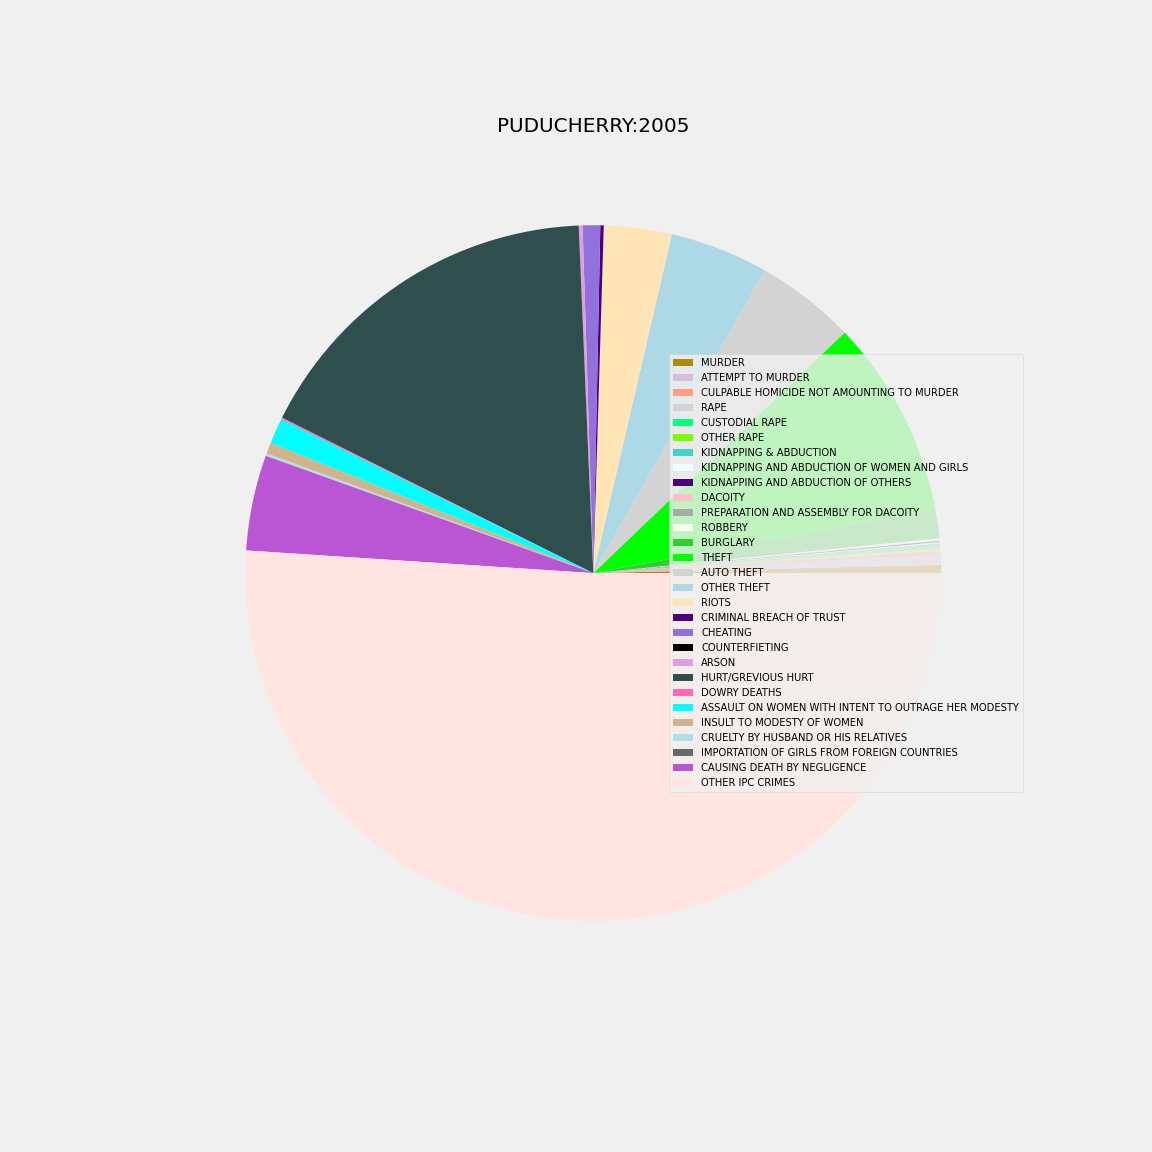 PUDUCHERRY:2005
MURDER
ATTEMPT TO MURDER
CULPABLE HOMICIDE NOT AMOUNTING TO MURDER
RAPE
CUSTODIAL RAPE
OTHER RAPE
KIDNAPPING & ABDUCTION
KIDNAPPING AND ABDUCTION OF WOMEN AND GIRLS
KIDNAPPING AND ABDUCTION OF OTHERS
DACOITY
PREPARATION AND ASSEMBLY FOR DACOITY
ROBBERY
BURGLARY
THEFT
AUTO THEFT
OTHER THEFT
RIOTS
CRIMINAL BREACH OF TRUST
CHEATING
COUNTERFIETING
ARSON
HURT/GREVIOUS HURT
DOWRY DEATHS
ASSAULT ON WOMEN WITH INTENT TO OUTRAGE HER MODESTY
INSULT TO MODESTY OF WOMEN
CRUELTY BY HUSBAND OR HIS RELATIVES
IMPORTATION OF GIRLS FROM FOREIGN COUNTRIES
CAUSING DEATH BY NEGLIGENCE
OTHER IPC CRIMES